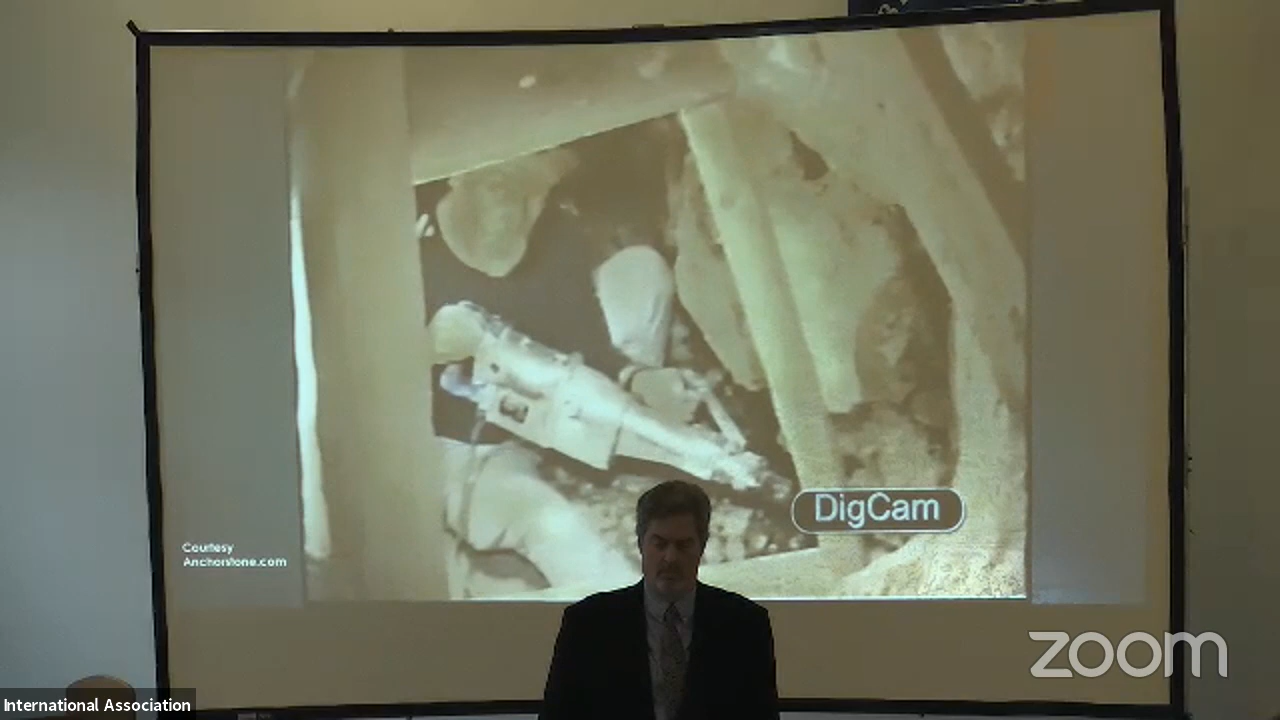 DigCam
Courtesy
Anchorstone.com
zoom
International Association